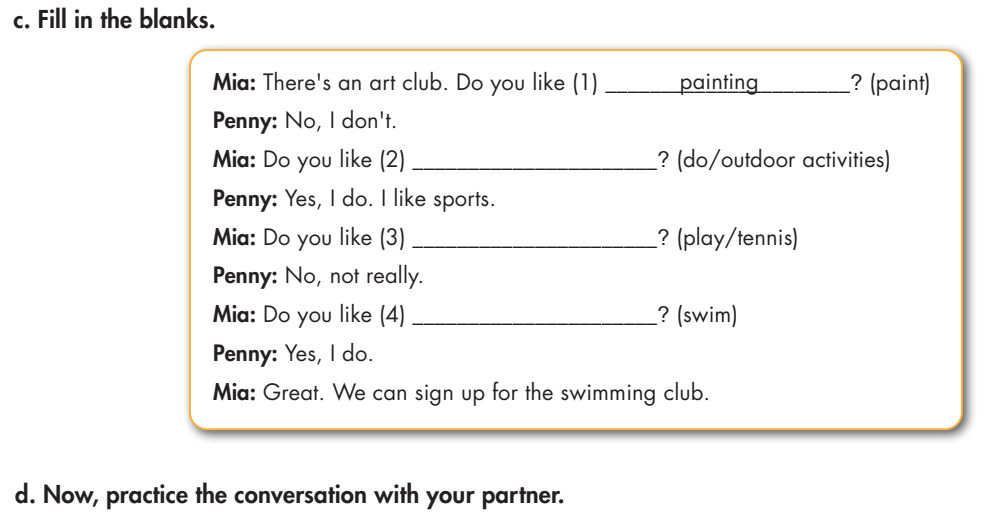 c. Fill in the blanks.
Mia: There's an art club. Do you like (1) ______painting________? (paint)
Penny: No, I don't.
Mia: Do you like (2) ____________________? (do/outdoor activities)
Penny: Yes, I do. I like sports.
Mia: Do you like (3) ____________________? (play/tennis)
Penny: No, not really.
Mia: Do you like (4) ____________________? (swim)
Penny: Yes, I do.
Mia: Great. We can sign up for the swimming club.
d. Now, practice the conversation with your partner.